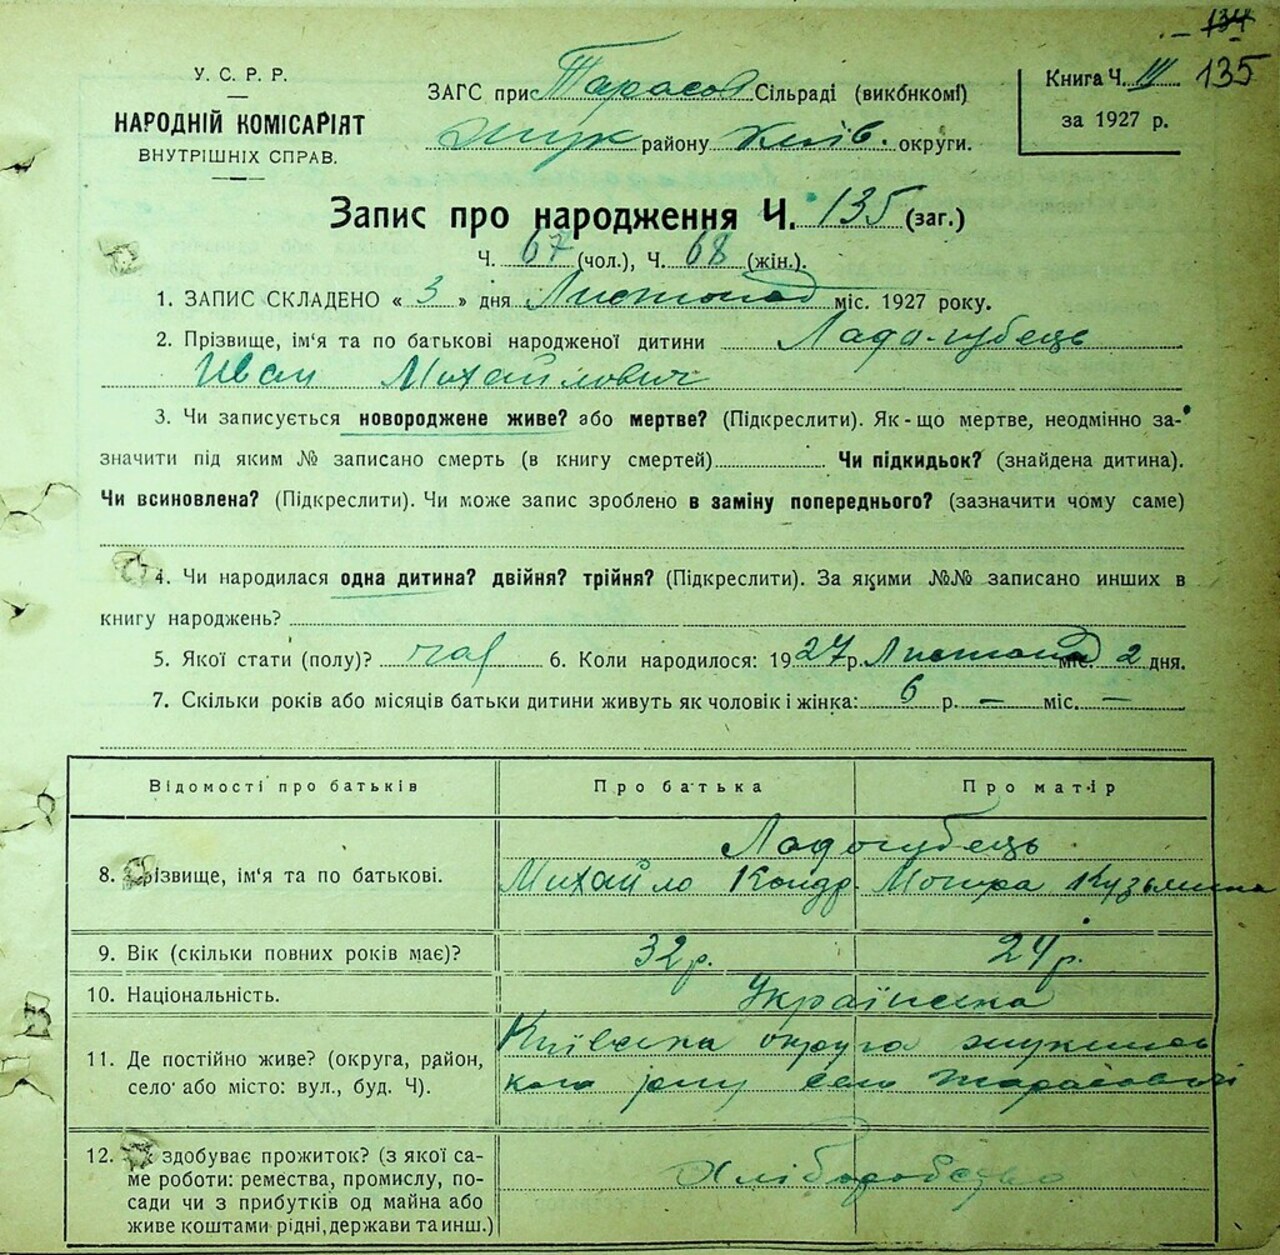 134
У. С. Р. Р.
НАРОДНІЙ КОМІСАРІЯТ
ВНУТРІШНІХ СПРАВ.
ЗАГС при Тарасов Сільраді (викбнкомі)
жук району Київ. округи.
Книга Ч. III 135
за 1927 р.
Запис про народження Ч. 135 (заг.)
Ч. 67 (чол.), Ч. 68 (жін.).
1. ЗАПИС СКЛАДЕНО « 3 » дня Листопад міс. 1927 року.
2. Прізвище, ім'я та по батькові народженої дитини Ладогубець
Иван Михайлович
3. Чи записується новороджене живе? або мертве? (Підкреслити). Як-що мертве, неодмінно за-
значити під яким № записано смерть (в книгу смертей) Чи підкидьок? (знайдена дитина).
Чи всиновлена? (Підкреслити). Чи може запис зроблено в заміну попереднього? (зазначити чому саме)
4. Чи народилася одна дитина? двійня? трійня? (Підкреслити). За якими №№ записано инших в
книгу народжень?
5. Якої стати (полу)? чол 6. Коли народилося: 1927 р. Листопад міс. 2 дня.
7. Скільки років або місяців батьки дитини живуть як чоловік і жінка: 6 р. — міс. —
Відомості про батьків Про батька Про матір
Ладогубець
8. Прізвище, ім'я та по батькові. Михайло Кондр. Мотра Кузьмина
9. Вік (скільки повних років має)? 32 р. 24 р.
10. Національність. Українська
11. Де постійно живе? (округа, район,
село або місто: вул., буд. Ч).
Київська округа жукинсь
кого рану село Тарасовичі
12. здобуває прожиток? (з якої са-
ме роботи: ремества, промислу, по-
сади чи з прибутків од майна або
живе коштами рідні, держави та инш.)
Хліборобство